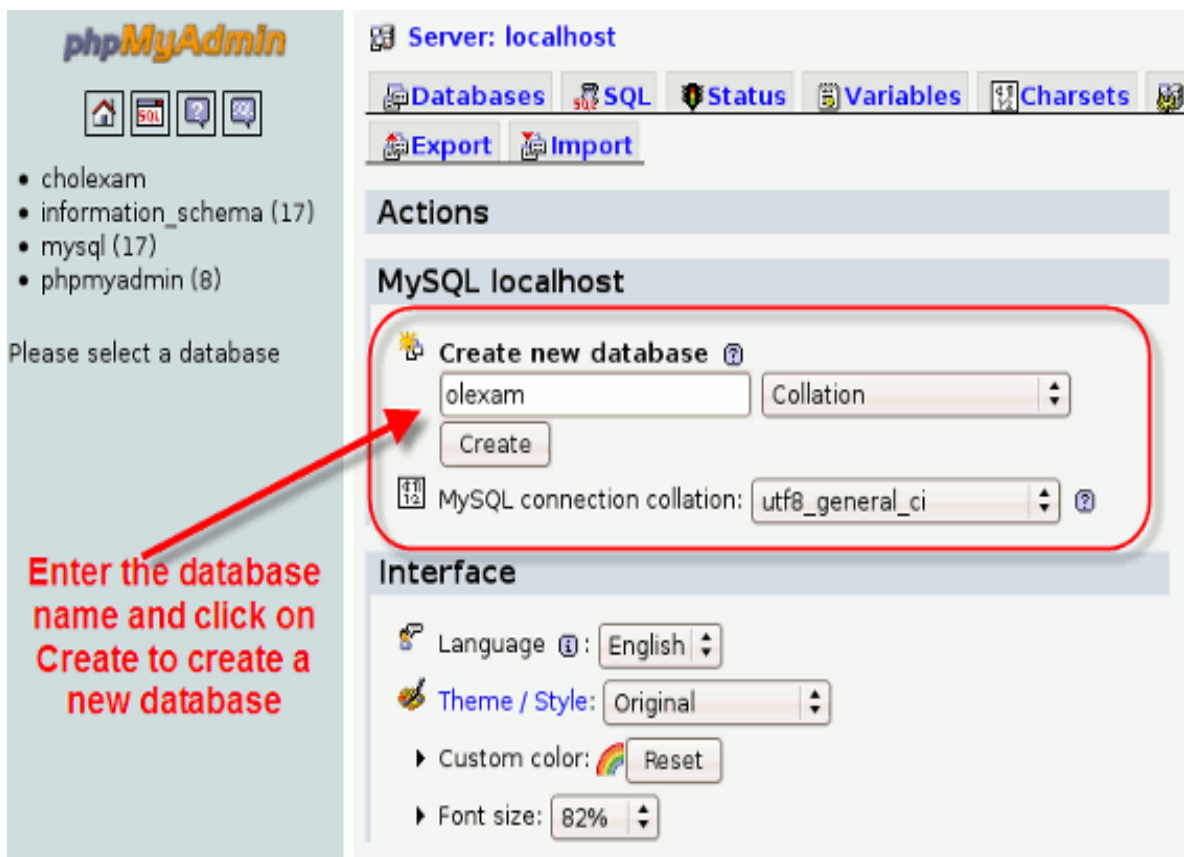 phpMyAdmin
SQL
SQL
• cholexam
• information_schema (17)
• mysql (17)
• phpmyadmin (8)
Please select a database
Enter the database
name and click on
Create to create a
new database
Server: localhost
Databases SQL Status Variables Charsets
Export Import
Actions
MySQL localhost
Create new database
olexam Collation
Create
MySQL connection collation: utf8_general_ci
Interface
Language : English
Theme / Style: Original
Custom color: Reset
Font size: 82%